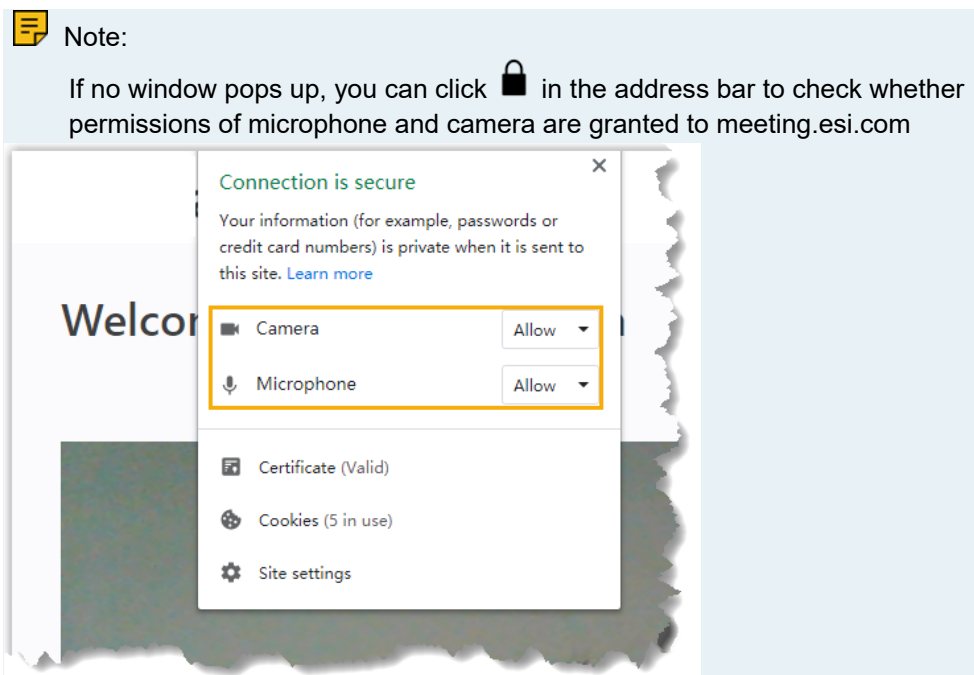 Note:
If no window pops up, you can click in the address bar to check whether
permissions of microphone and camera are granted to meeting.esi.com
Connection is secure
Your information (for example, passwords or
credit card numbers) is private when it is sent to
this site. Learn more
Welcor
Camera Allow
Microphone Allow
Certificate (Valid)
Cookies (5 in use)
Site settings